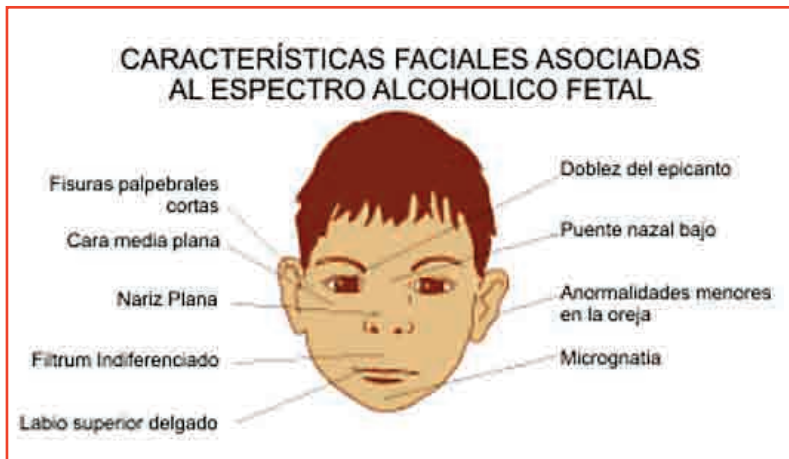 CARACTERÍSTICAS FACIALES ASOCIADAS
AL ESPECTRO ALCOHOLICO FETAL
Fisuras palpebrales
cortas
Cara media plana
Nariz Plana
Filtrum Indiferenciado
Labio superior delgado
Doblez del epicanto
Puente nazal bajo
Anormalidades menores
en la oreja
Micrognatia